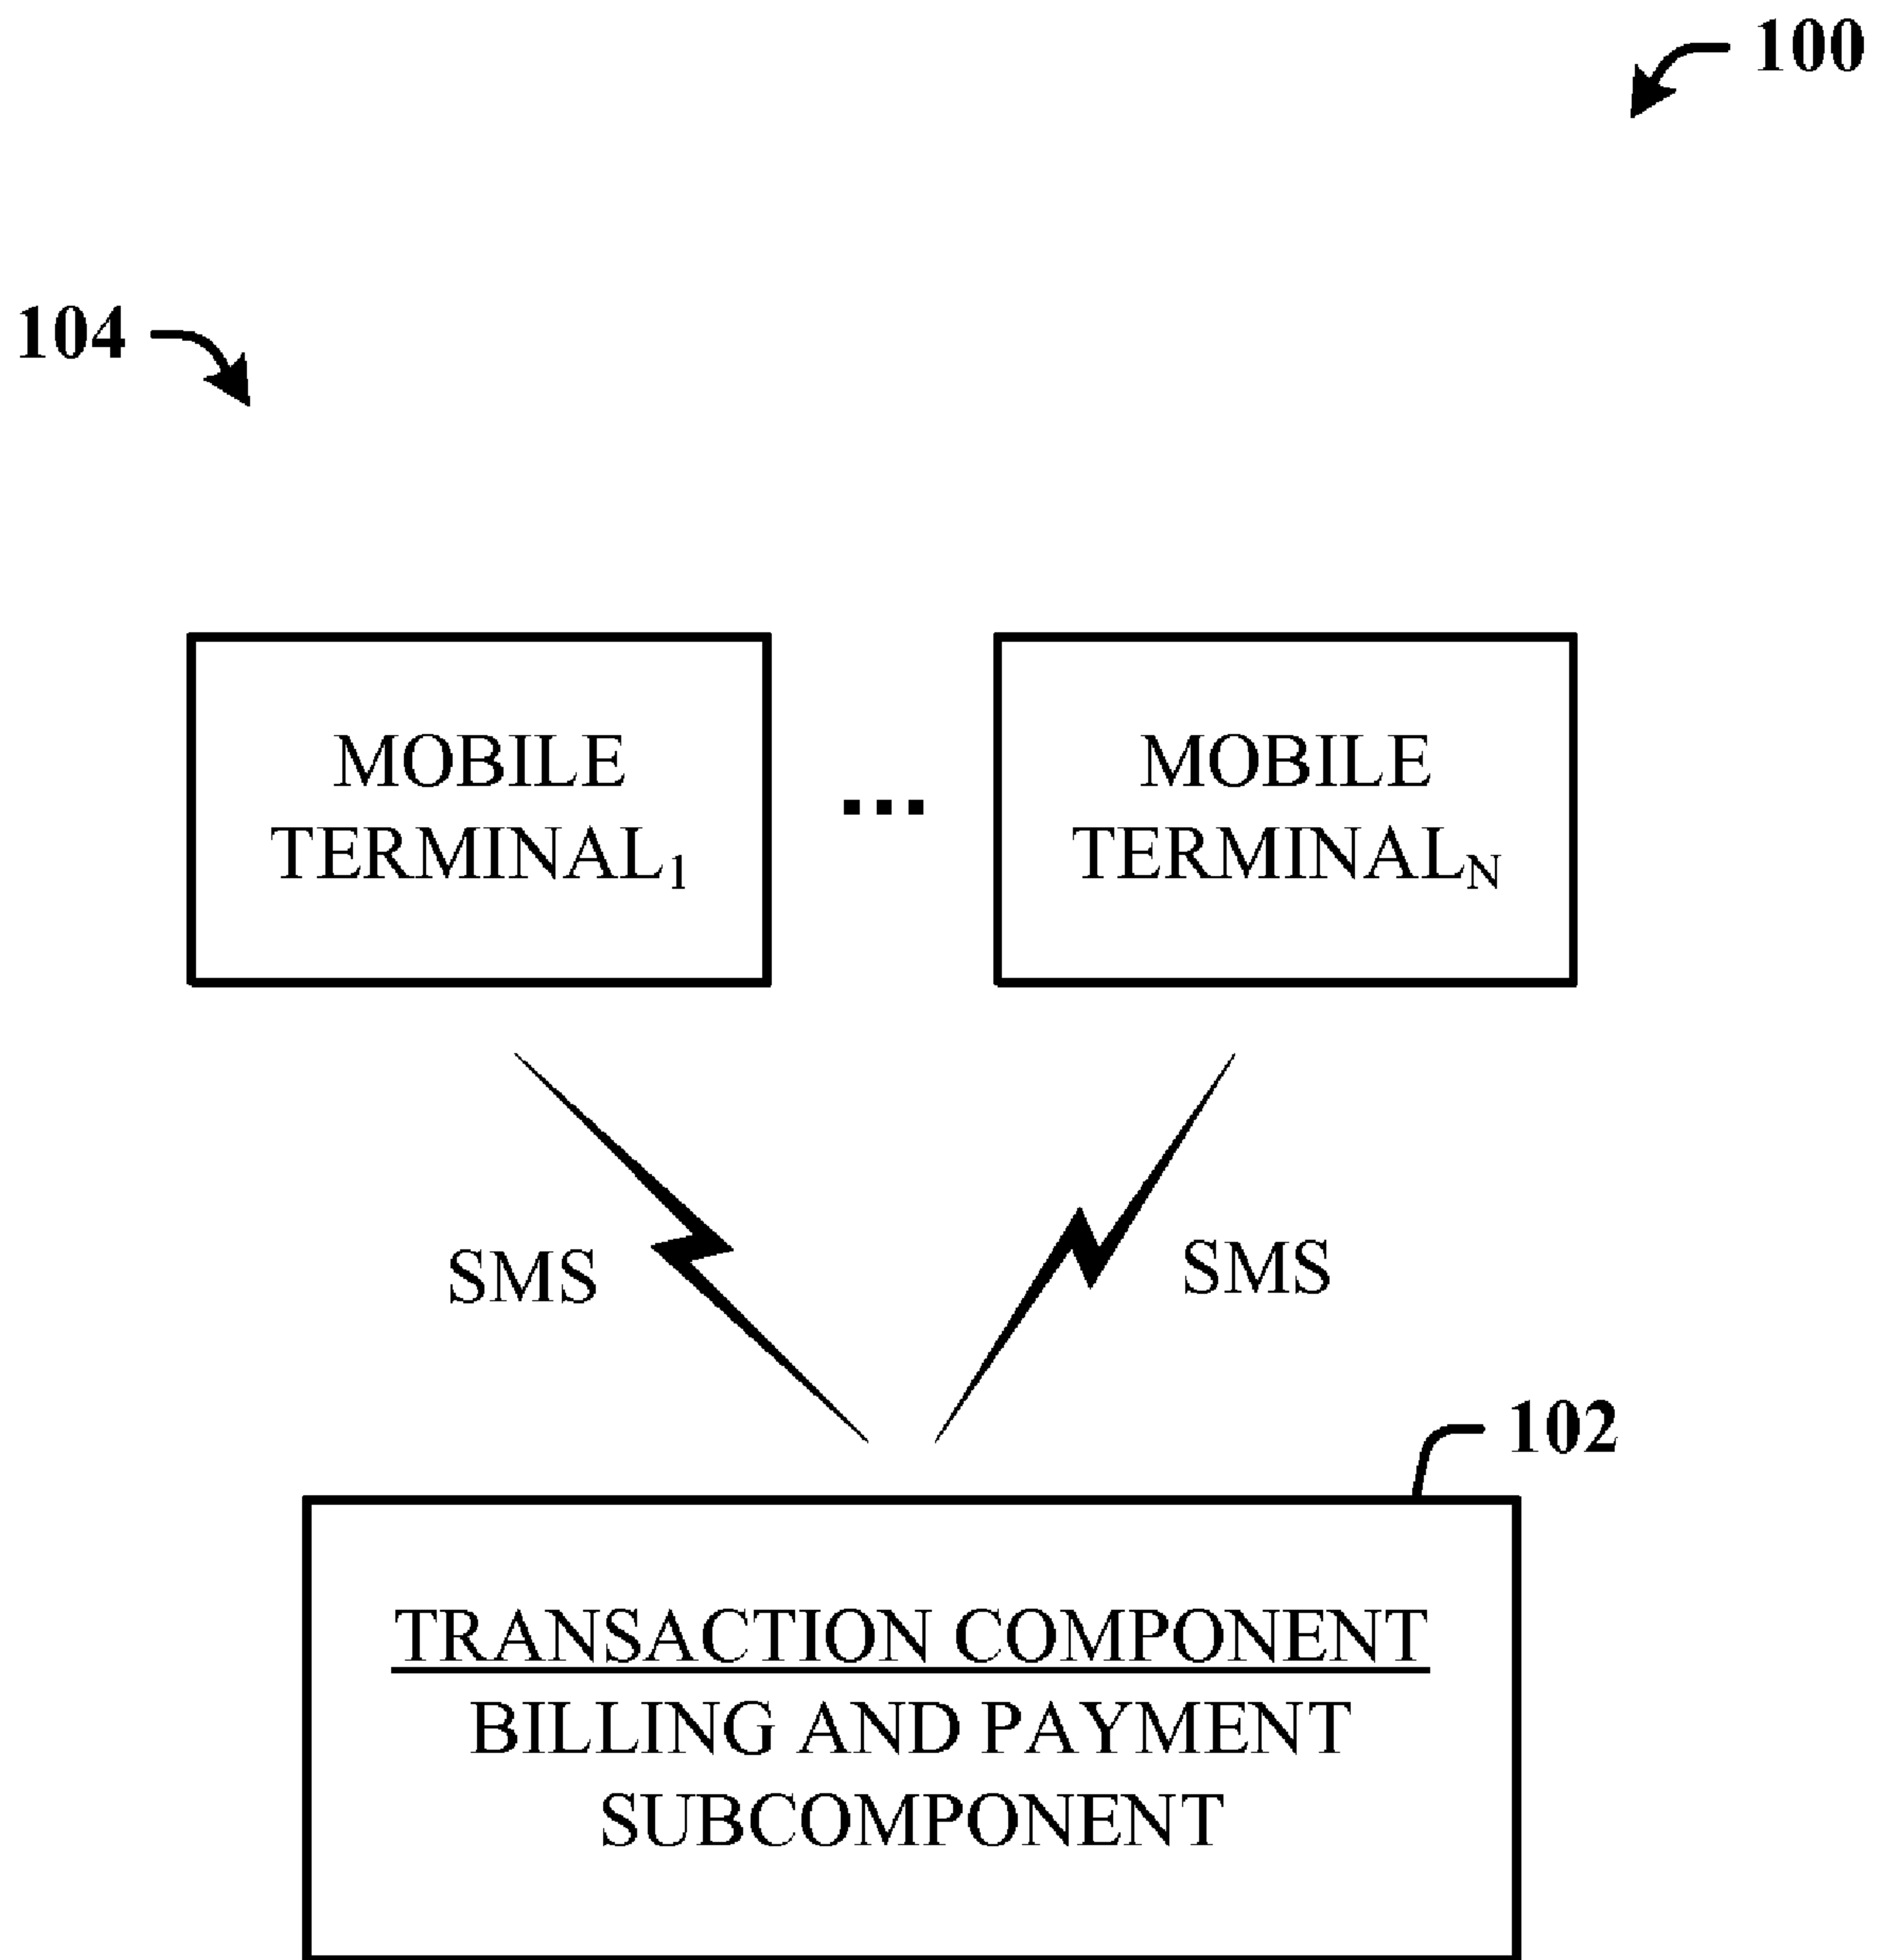 100
104
MOBILE
TERMINAL₁
...
MOBILE
TERMINALN
SMS
SMS
102
TRANSACTION COMPONENT
BILLING AND PAYMENT
SUBCOMPONENT